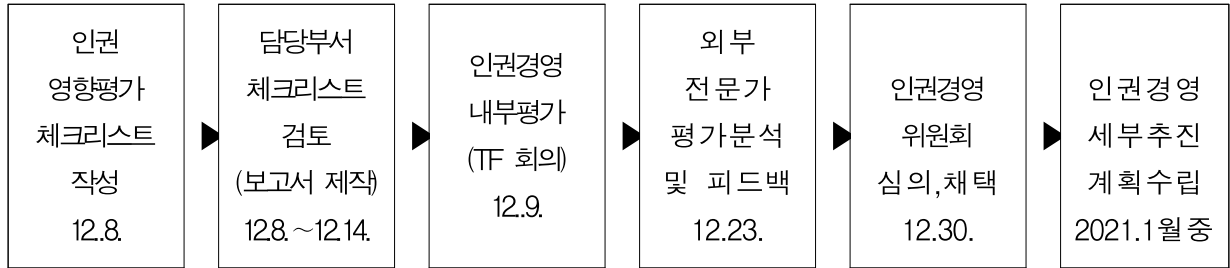 인권
영향평가
체크리스트
작성
12..8.
담당부서
체크리스트
검토
(보고서 제작)
12.8.~12.14.
인권경영
내부평가
(TF 회의)
12..9.
외부
전문가
평가분석
및 피드백
12.23.
인권경영
위원회
심의,채택
12.30.
인권경영
세부추진
계획수립
2021.1월중